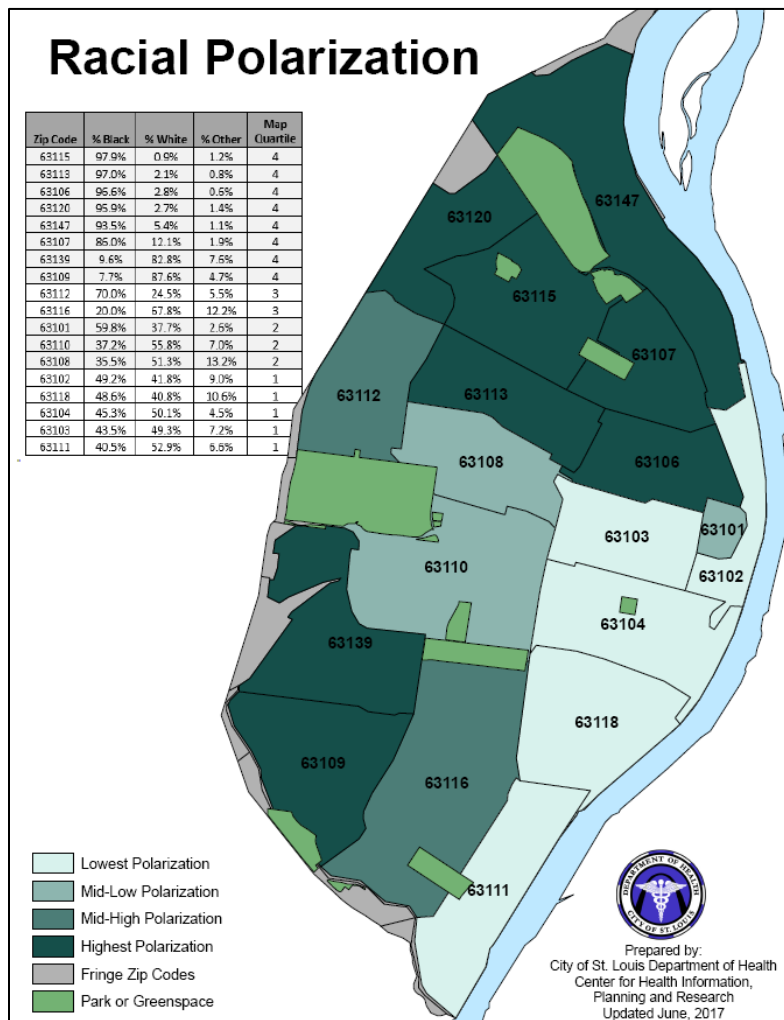 Racial Polarization
Zip Code % Black % White % Other Map Quartile
63115 97.9% 0.9% 1.2% 4
63113 97.0% 2.1% 0.8% 4
63106 96.6% 2.8% 0.6% 4
63120 95.9% 2.7% 1.4% 4
63147 93.5% 5.4% 1.1% 4
63107 86.0% 12.1% 1.9% 4
63139 9.6% 82.8% 7.6% 4
63109 7.7% 87.6% 4.7% 4
63112 70.0% 24.5% 5.5% 3
63116 20.0% 67.8% 12.2% 3
63101 59.8% 37.7% 2.6% 2
63110 37.2% 55.8% 7.0% 2
63108 35.5% 51.3% 13.2% 2
63102 49.2% 41.8% 9.0% 1
63118 48.6% 40.8% 10.6% 1
63104 45.3% 50.1% 4.5% 1
63103 43.5% 49.3% 7.2% 1
63111 40.5% 52.9% 6.6% 1
63120
63147
63115
63107
63112
63113
63108
63106
63101
63103
63110
63102
63104
63139
63118
63109
63116
63111
Lowest Polarization
Mid-Low Polarization
Mid-High Polarization
Highest Polarization
Fringe Zip Codes
Park or Greenspace
DEPARTMENT OF HEALTH
CITY OF ST. LOUIS
Prepared by:
City of St. Louis Department of Health
Center for Health Information,
Planning and Research
Updated June, 2017